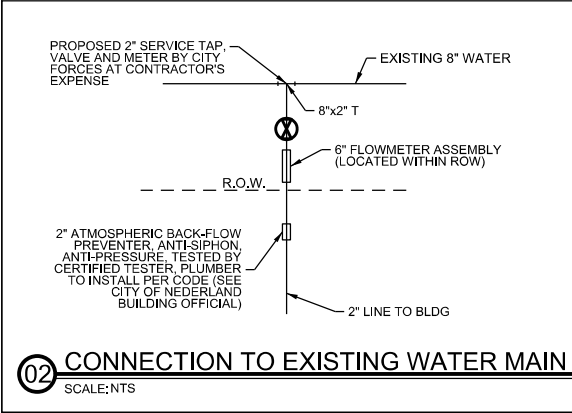 PROPOSED 2" SERVICE TAP,
VALVE AND METER BY CITY
FORCES AT CONTRACTOR'S
EXPENSE
EXISTING 8" WATER
8"x2" T
6" FLOWMETER ASSEMBLY
(LOCATED WITHIN ROW)
R.O.W.
2" ATMOSPHERIC BACK-FLOW
PREVENTER, ANTI-SIPHON,
ANTI-PRESSURE, TESTED BY
CERTIFIED TESTER, PLUMBER
TO INSTALL PER CODE (SEE
CITY OF NEDERLAND
BUILDING OFFICIAL)
2" LINE TO BLDG
02 CONNECTION TO EXISTING WATER MAIN
SCALE: NTS